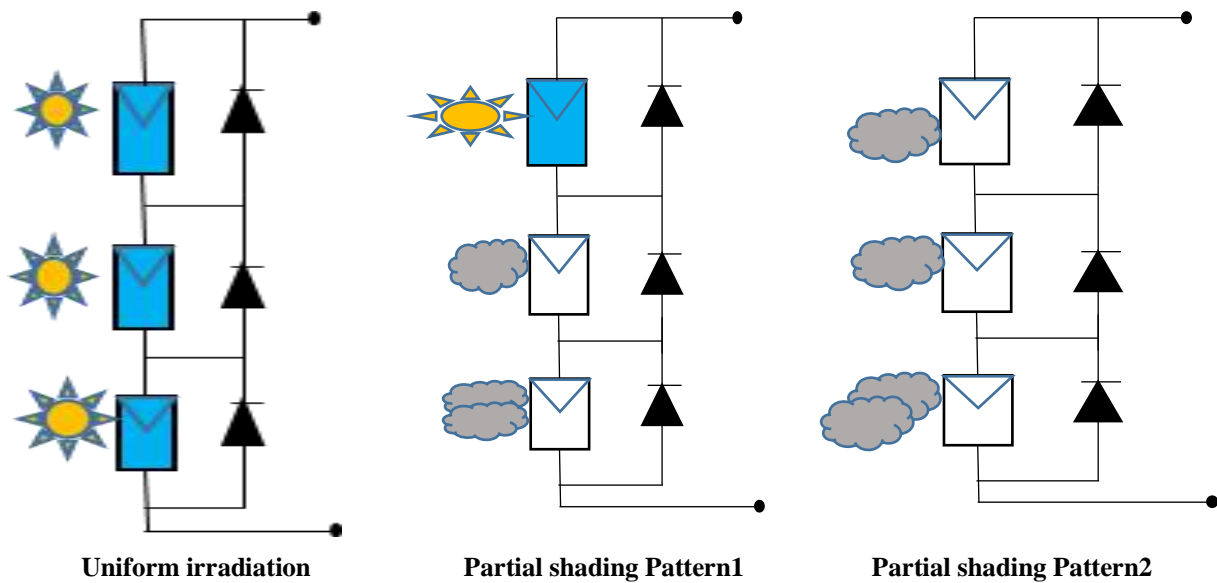 Uniform irradiation
Partial shading Pattern1
Partial shading Pattern2